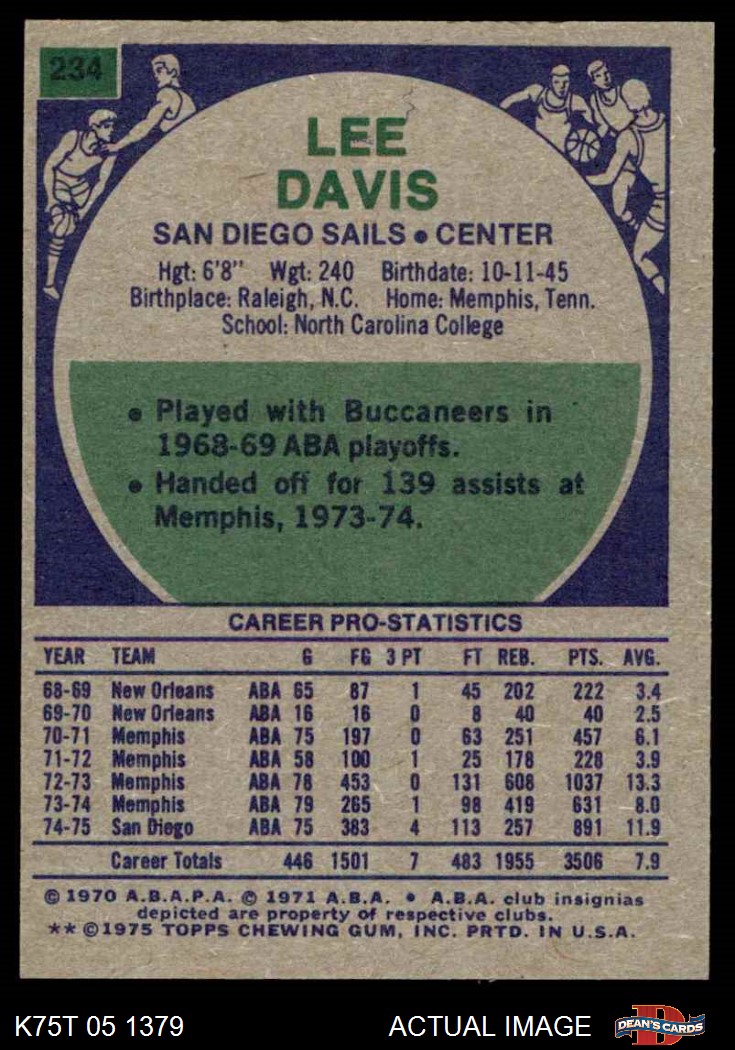 234
LEE
DAVIS
SAN DIEGO SAILS • CENTER
Hgt: 6'8" Wgt: 240 Birthdate: 10-11-45
Birthplace: Raleigh, N.C. Home: Memphis, Tenn.
School: North Carolina College
• Played with Buccaneers in
1968-69 ABA playoffs.
• Handed off for 139 assists at
Memphis, 1973-74.
CAREER PRO-STATISTICS
YEAR TEAM G FG 3 PT FT REB. PTS. AVG.
68-69 New Orleans ABA 65 87 1 45 202 222 3.4
69-70 New Orleans ABA 16 16 0 8 40 40 2.5
70-71 Memphis ABA 75 197 0 63 251 457 6.1
71-72 Memphis ABA 58 100 1 25 178 228 3.9
72-73 Memphis ABA 78 453 0 131 608 1037 13.3
73-74 Memphis ABA 79 265 1 98 419 631 8.0
74-75 San Diego ABA 75 383 4 113 257 891 11.9
Career Totals 446 1501 7 483 1955 3506 7.9
© 1970 A.B.A.P.A. © 1971 A.B.A. • A.B.A. club insignias
depicted are property of respective clubs.
** ©1975 TOPPS CHEWING GUM, INC. PRTD. IN U.S.A.
K75T 05 1379 ACTUAL IMAGE DEAN'S CARDS